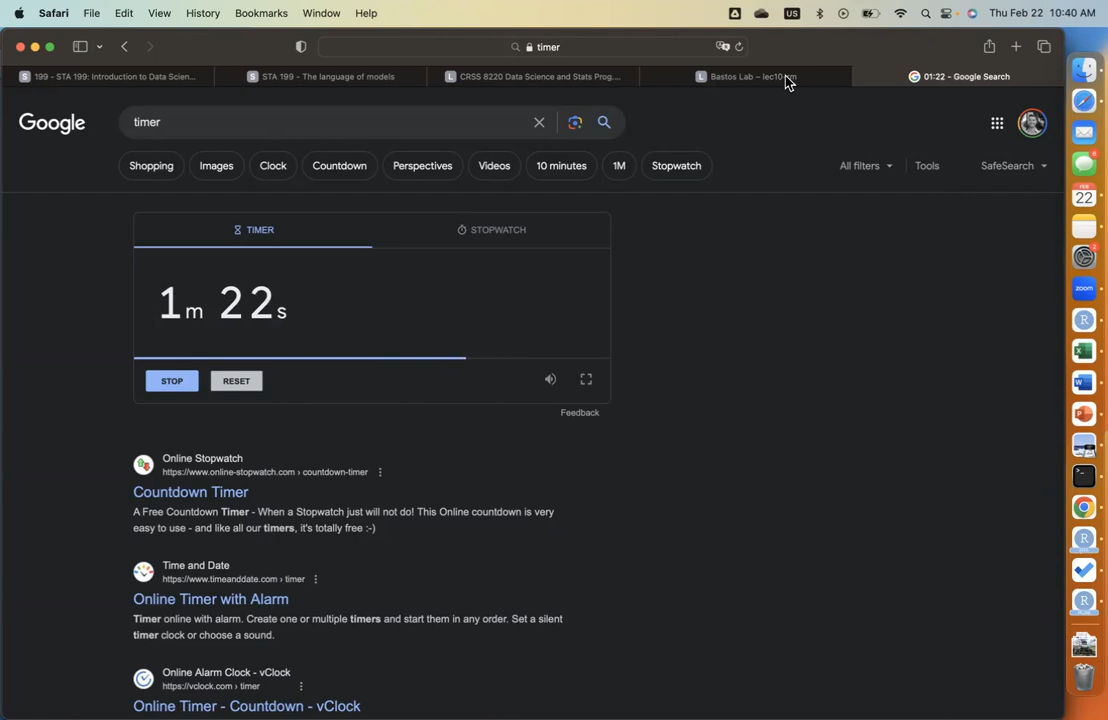 Safari File Edit View History Bookmarks Window Help US Thu Feb 22 10:40 AM
timer
S 199 - STA 199: Introduction to Data Scien... S STA 199 - The language of models L CRSS 8220 Data Science and Stats Prog.... L Bastos Lab – lec10 G 01:22 - Google Search
Google timer
Shopping Images Clock Countdown Perspectives Videos 10 minutes 1M Stopwatch All filters Tools SafeSearch
TIMER STOPWATCH
1m 22s
STOP RESET
Feedback
Online Stopwatch
https://www.online-stopwatch.com › countdown-timer
Countdown Timer
A Free Countdown Timer - When a Stopwatch just will not do! This Online countdown is very
easy to use - and like all our timers, it's totally free :-)
Time and Date
https://www.timeanddate.com › timer
Online Timer with Alarm
Timer online with alarm. Create one or multiple timers and start them in any order. Set a silent
timer clock or choose a sound.
Online Alarm Clock - vClock
https://vclock.com › timer
Online Timer - Countdown - vClock
FEB
22
zoom
R
R
R